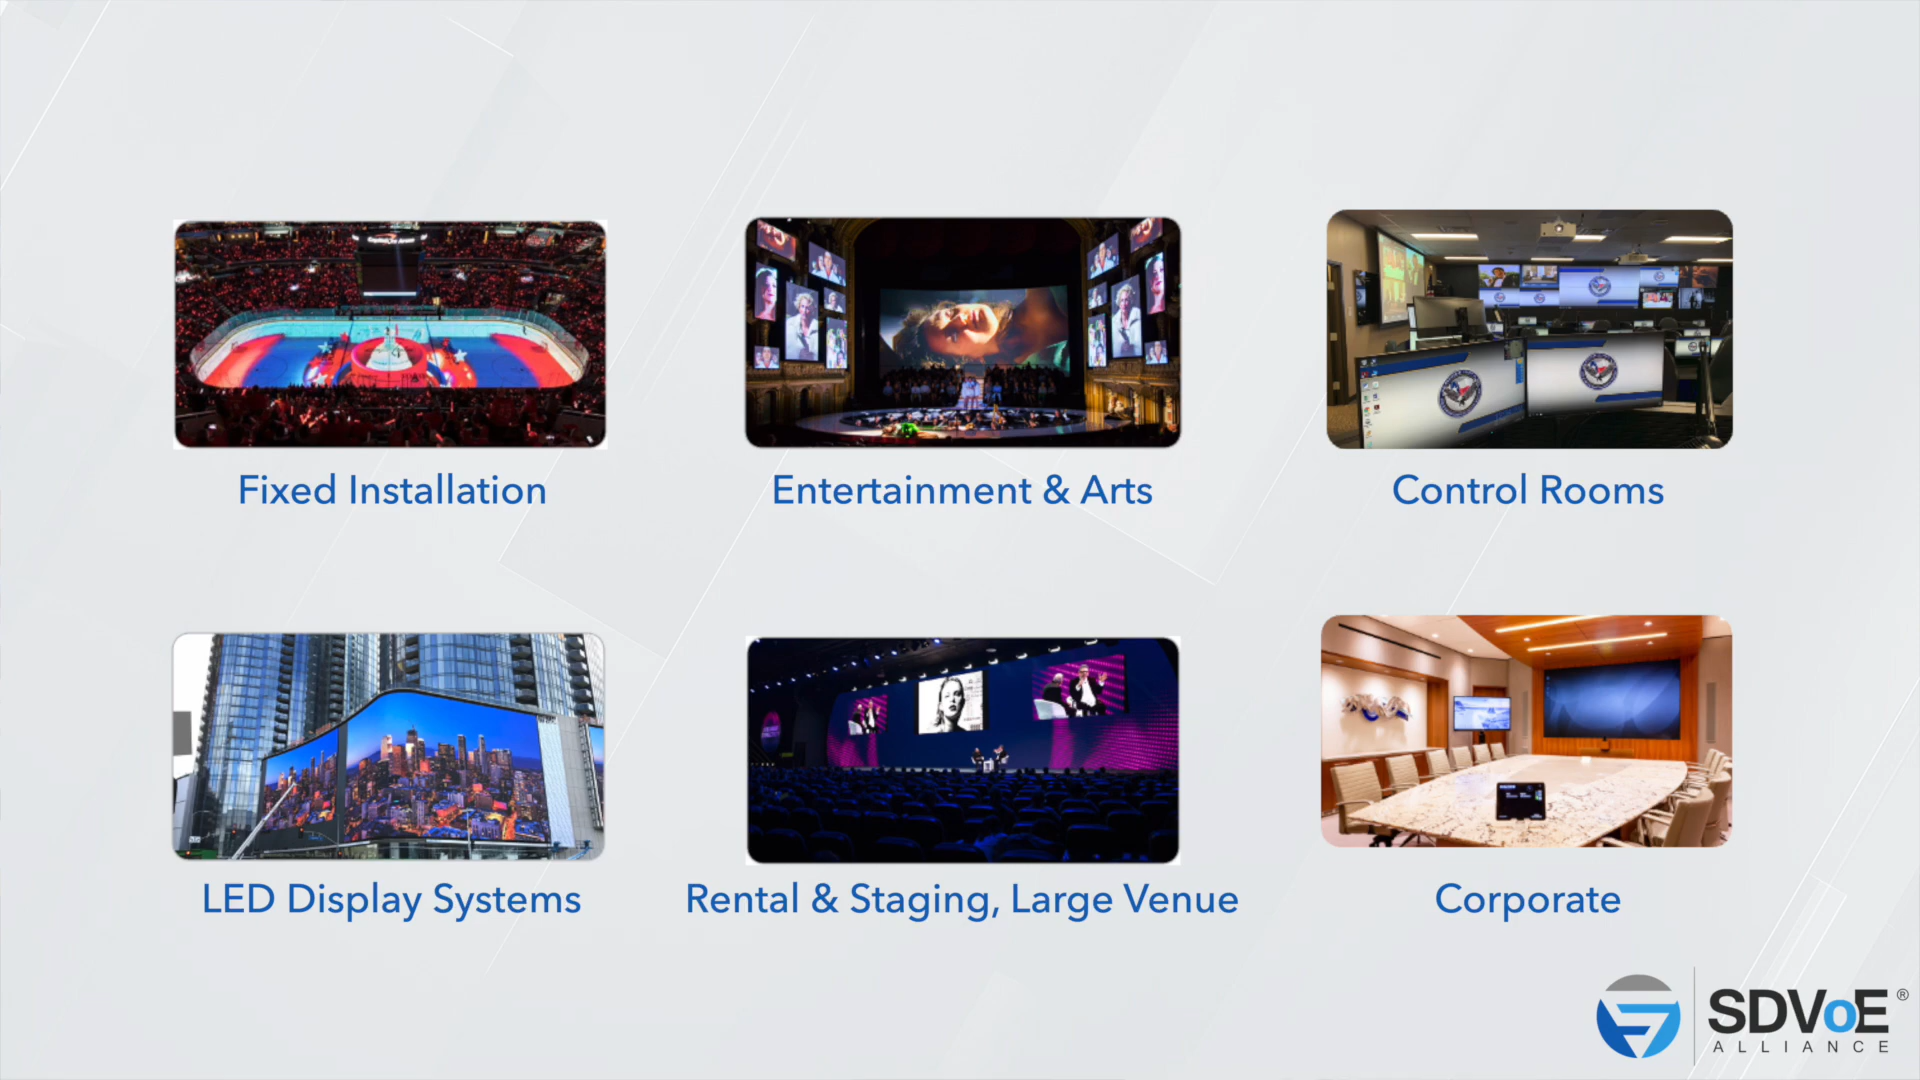 Fixed Installation
Entertainment & Arts
Control Rooms
LED Display Systems
Rental & Staging, Large Venue
Corporate
SDVoE®
ALLIANCE